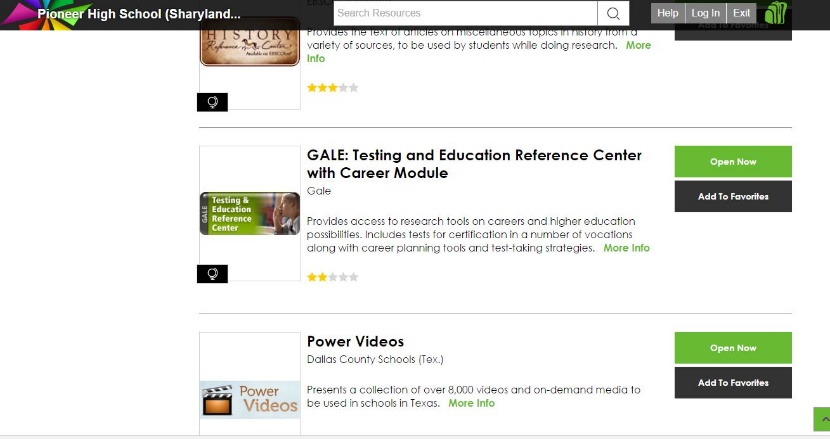 Pioneer High School (Sharyland...
Search Resources
Help
Log In
Exit
HISTORY
Reference Center
Provides the text of articles on miscellaneous topics in history from a
variety of sources, to be used by students while doing research. More
Info
Add To Favorites
GALE: Testing and Education Reference Center
with Career Module
Gale
GALE
Testing &
Education
Reference
Center
Provides access to research tools on careers and higher education
possibilities. Includes tests for certification in a number of vocations
along with career planning tools and test-taking strategies. More Info
Open Now
Add To Favorites
Power Videos
Dallas County Schools (Tex.)
Power
Videos
Presents a collection of over 8,000 videos and on-demand media to
be used in schools in Texas. More Info
Open Now
Add To Favorites